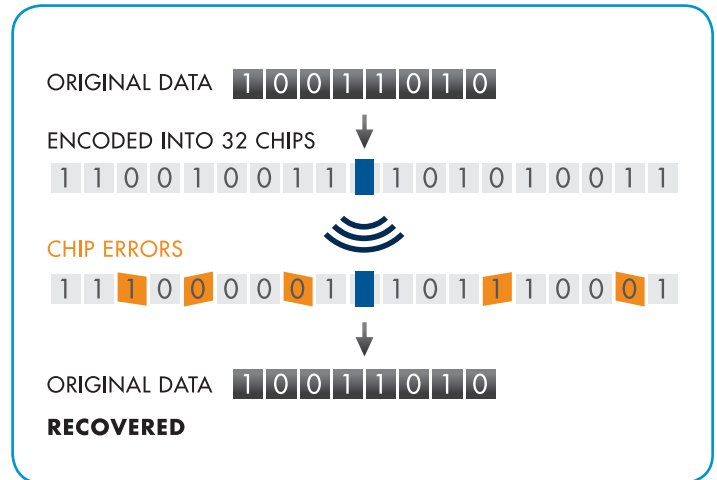 ORIGINAL DATA 1 0 0 1 1 0 1 0
ENCODED INTO 32 CHIPS
1 1 0 0 1 0 0 1 1 1 0 1 0 1 0 0 1 1
CHIP ERRORS
1 1 1 0 0 0 0 0 1 1 0 1 1 1 0 0 0 1
ORIGINAL DATA 1 0 0 1 1 0 1 0
RECOVERED